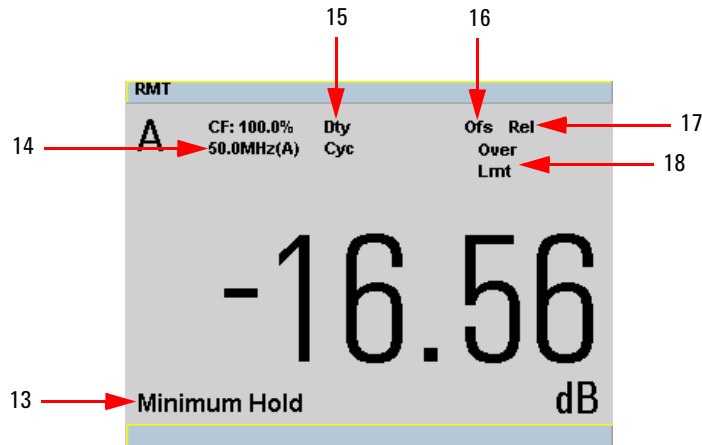 15
16
RMT
A
CF: 100.0% Dty Ofs Rel
17
14
50.0MHz(A) Cyc Over
Lmt
18
-16.56
13
Minimum Hold dB